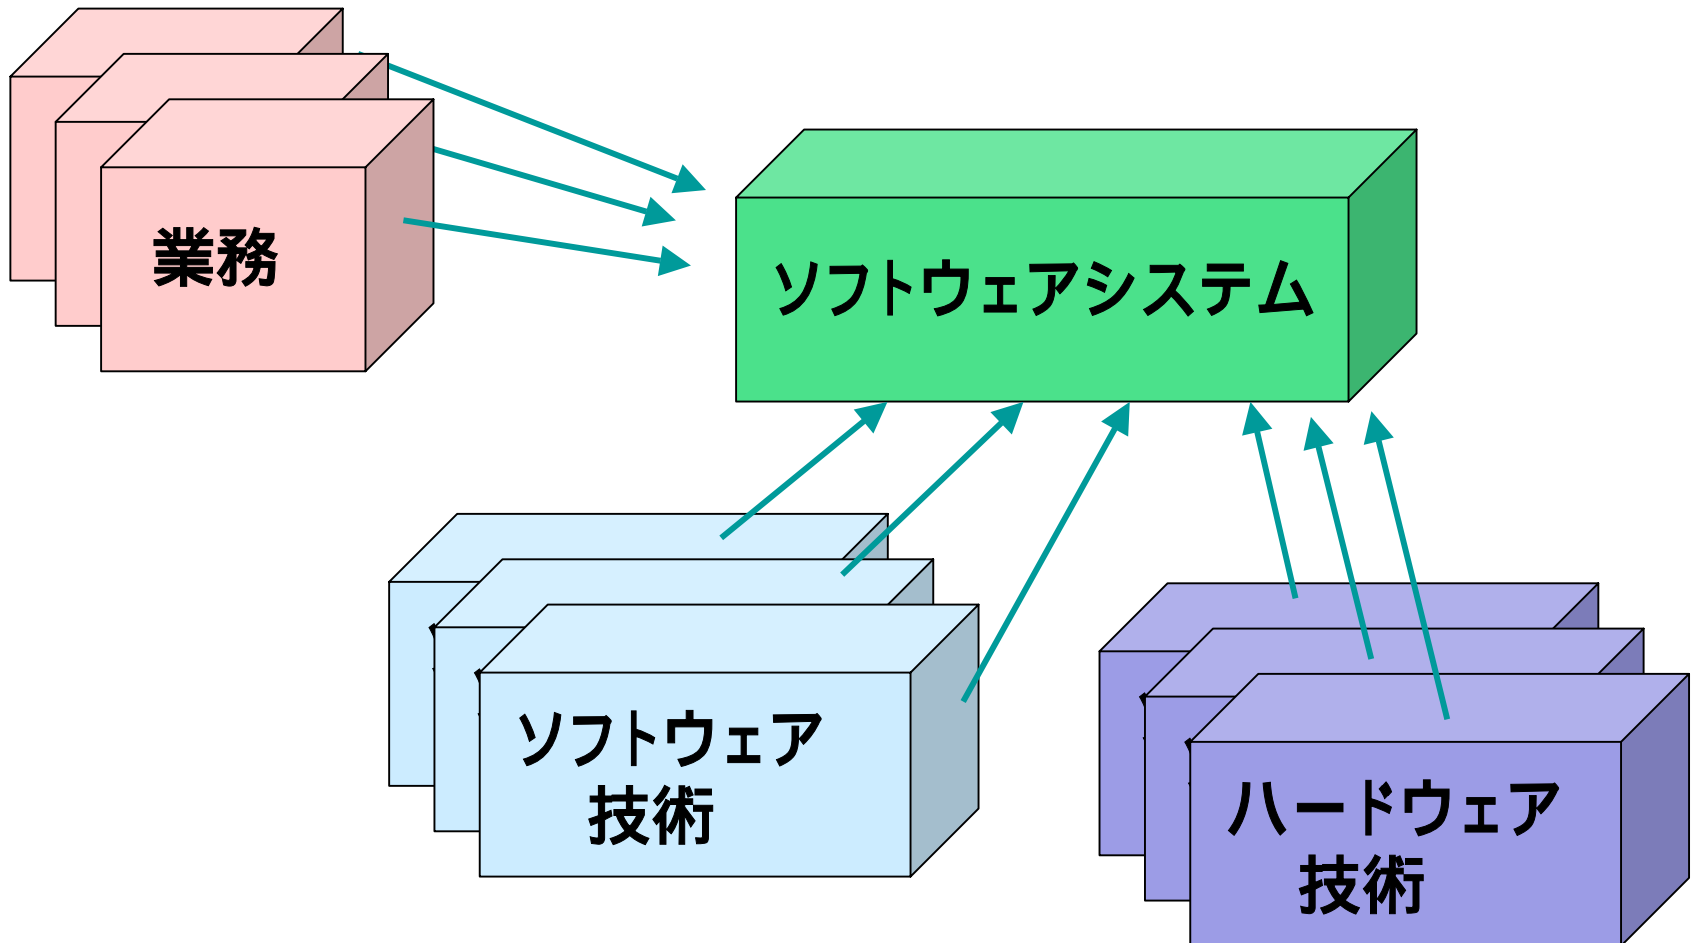 業務
ソフトウェアシステム
ソフトウェア
技術
ハードウェア
技術